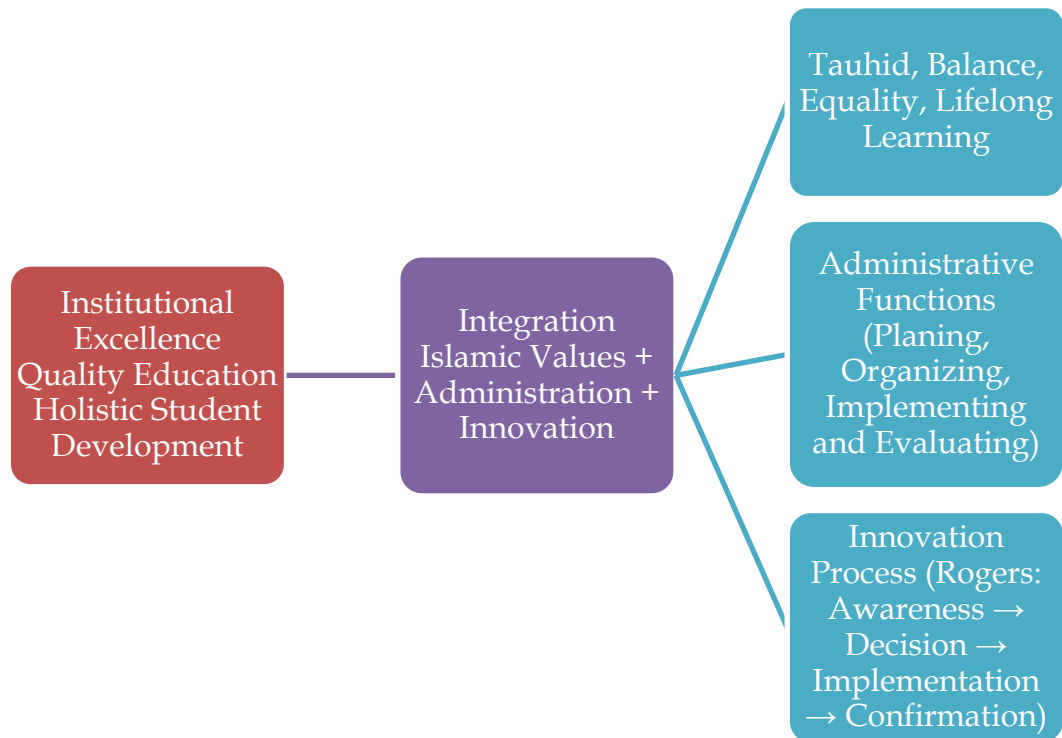 Institutional
Excellence
Quality Education
Holistic Student
Development
Integration
Islamic Values +
Administration +
Innovation
Tauhid, Balance,
Equality, Lifelong
Learning
Administrative
Functions
(Planing,
Organizing,
Implementing
and Evaluating)
Innovation
Process (Rogers:
Awareness →
Decision →
Implementation
→ Confirmation)